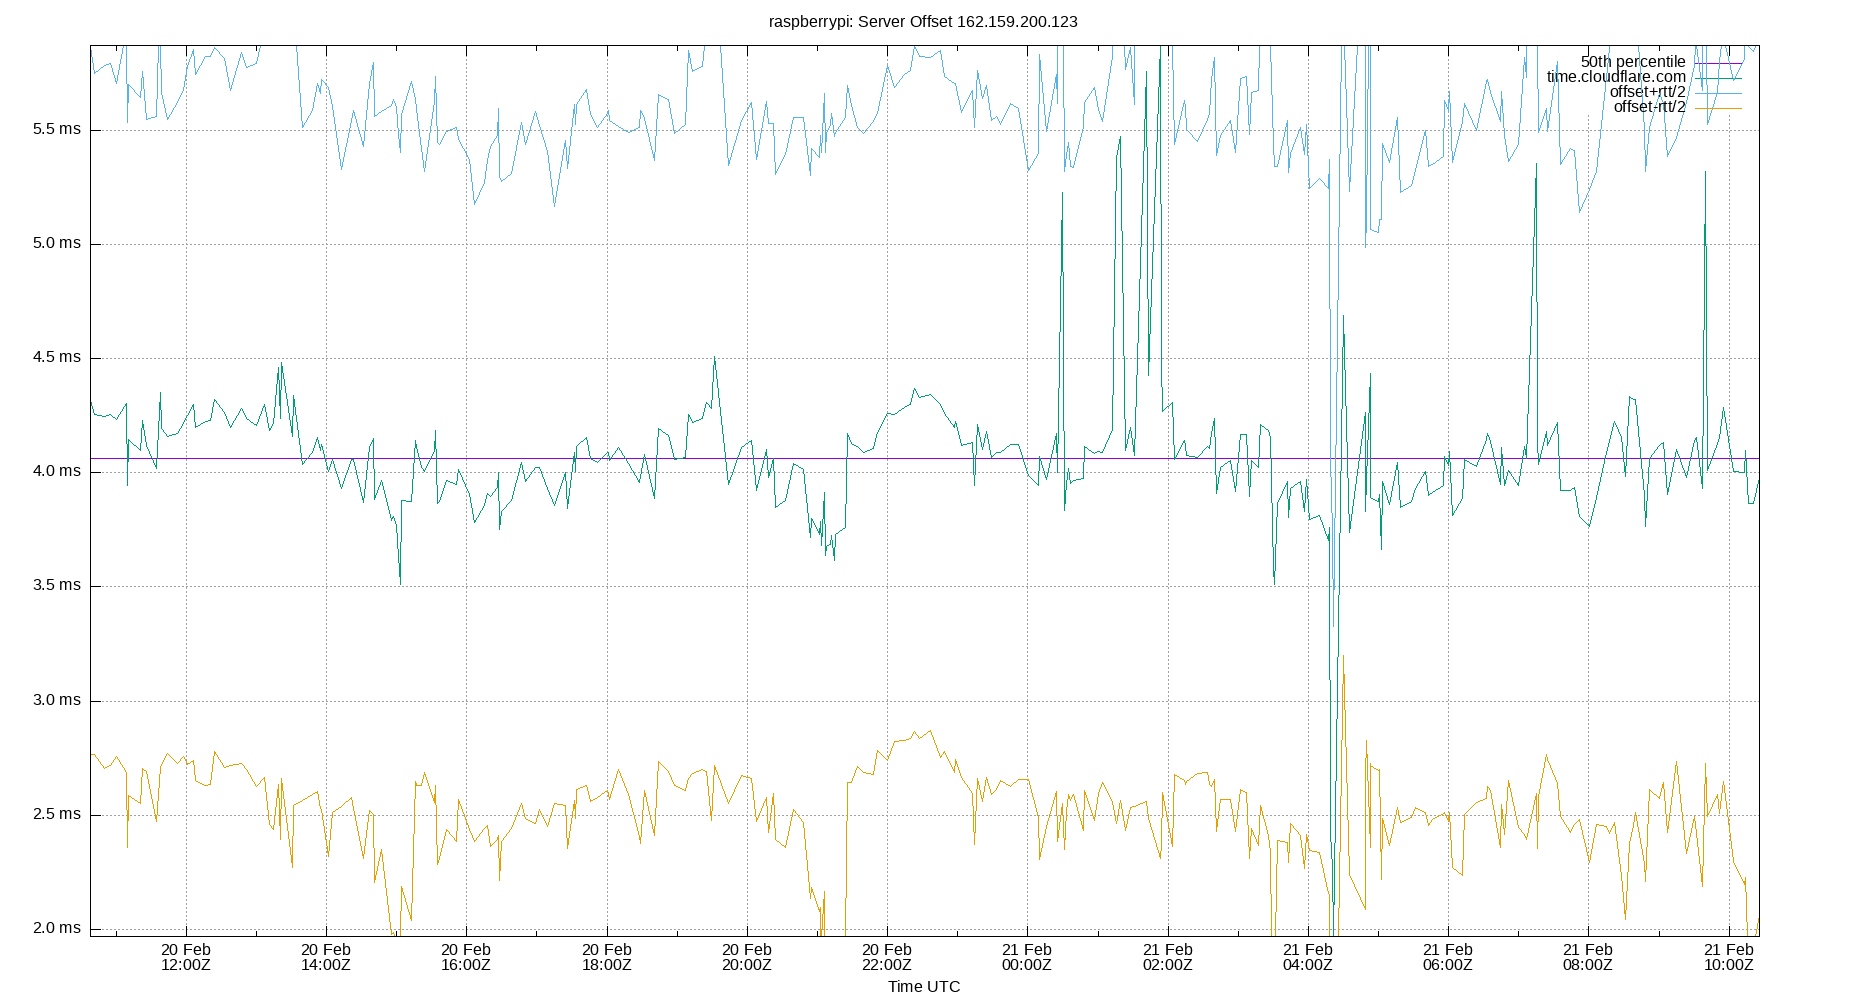 raspberrypi: Server Offset 162.159.200.123
50th percentile
time.cloudflare.com
offset+rtt/2
offset-rtt/2
5.5 ms
5.0 ms
4.5 ms
4.0 ms
3.5 ms
3.0 ms
2.5 ms
2.0 ms
20 Feb 20 Feb 20 Feb 20 Feb 20 Feb 20 Feb 21 Feb 21 Feb 21 Feb 21 Feb 21 Feb 21 Feb
12:00Z 14:00Z 16:00Z 18:00Z 20:00Z 22:00Z 00:00Z 02:00Z 04:00Z 06:00Z 08:00Z 10:00Z
Time UTC